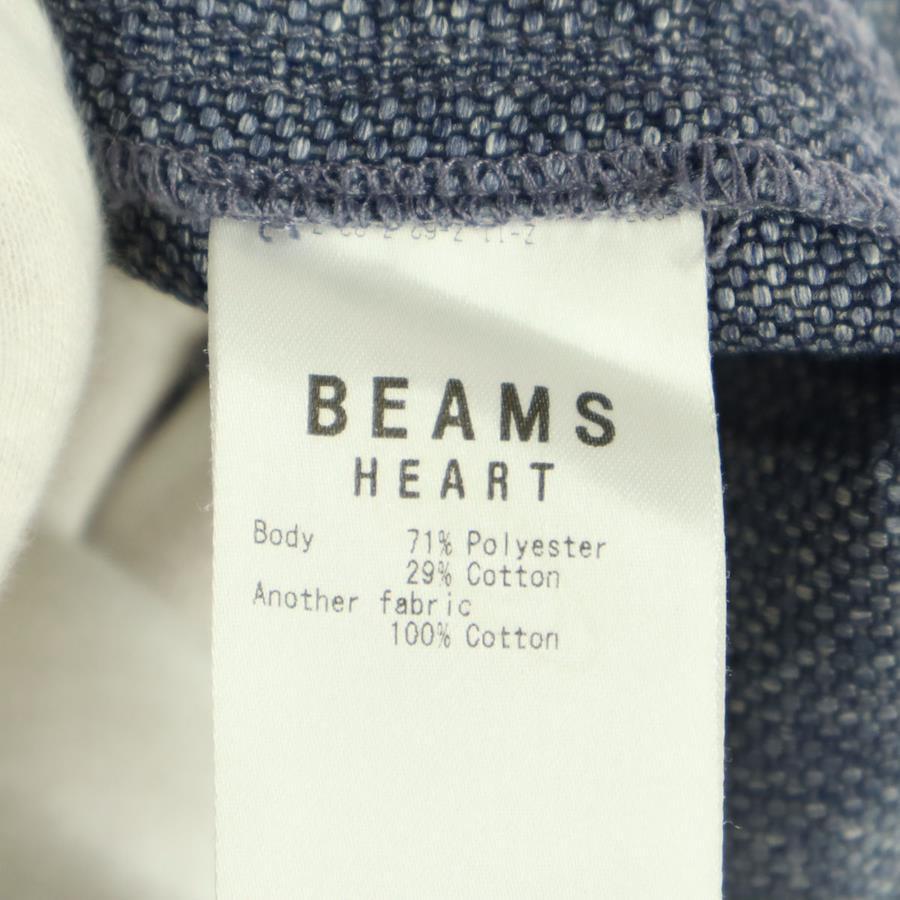 BEAMS
HEART
Body 71% Polyester
29% Cotton
Another fabric
100% Cotton